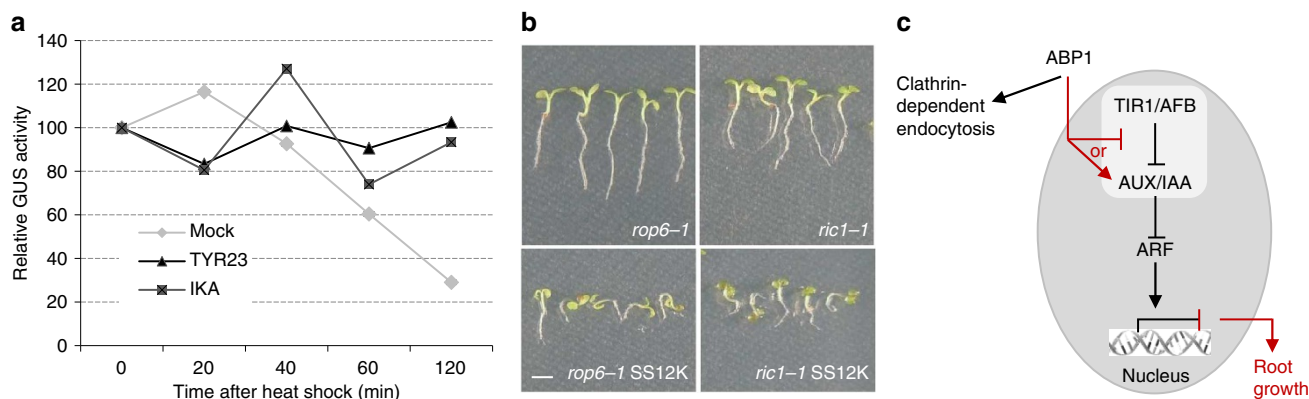 a
140
120
100
80
60
40
20
0
Relative GUS activity
Mock
TYR23
IKA
0 20 40 60 120
Time after heat shock (min)
b
rop6–1
ric1–1
rop6–1 SS12K
ric1–1 SS12K
c
ABP1
Clathrin-
dependent
endocytosis
TIR1/AFB
or
AUX/IAA
ARF
Nucleus
Root
growth